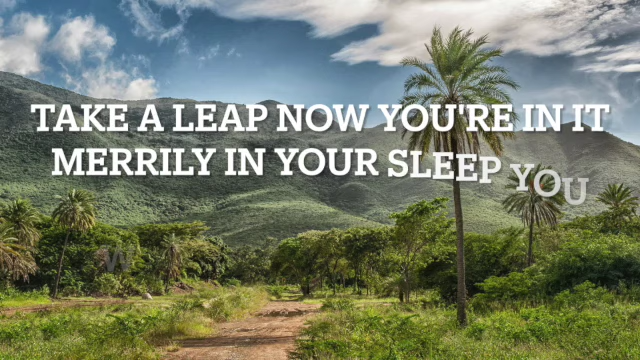 TAKE A LEAP NOW YOU'RE IN IT
MERRILY IN YOUR SLEEP YOU